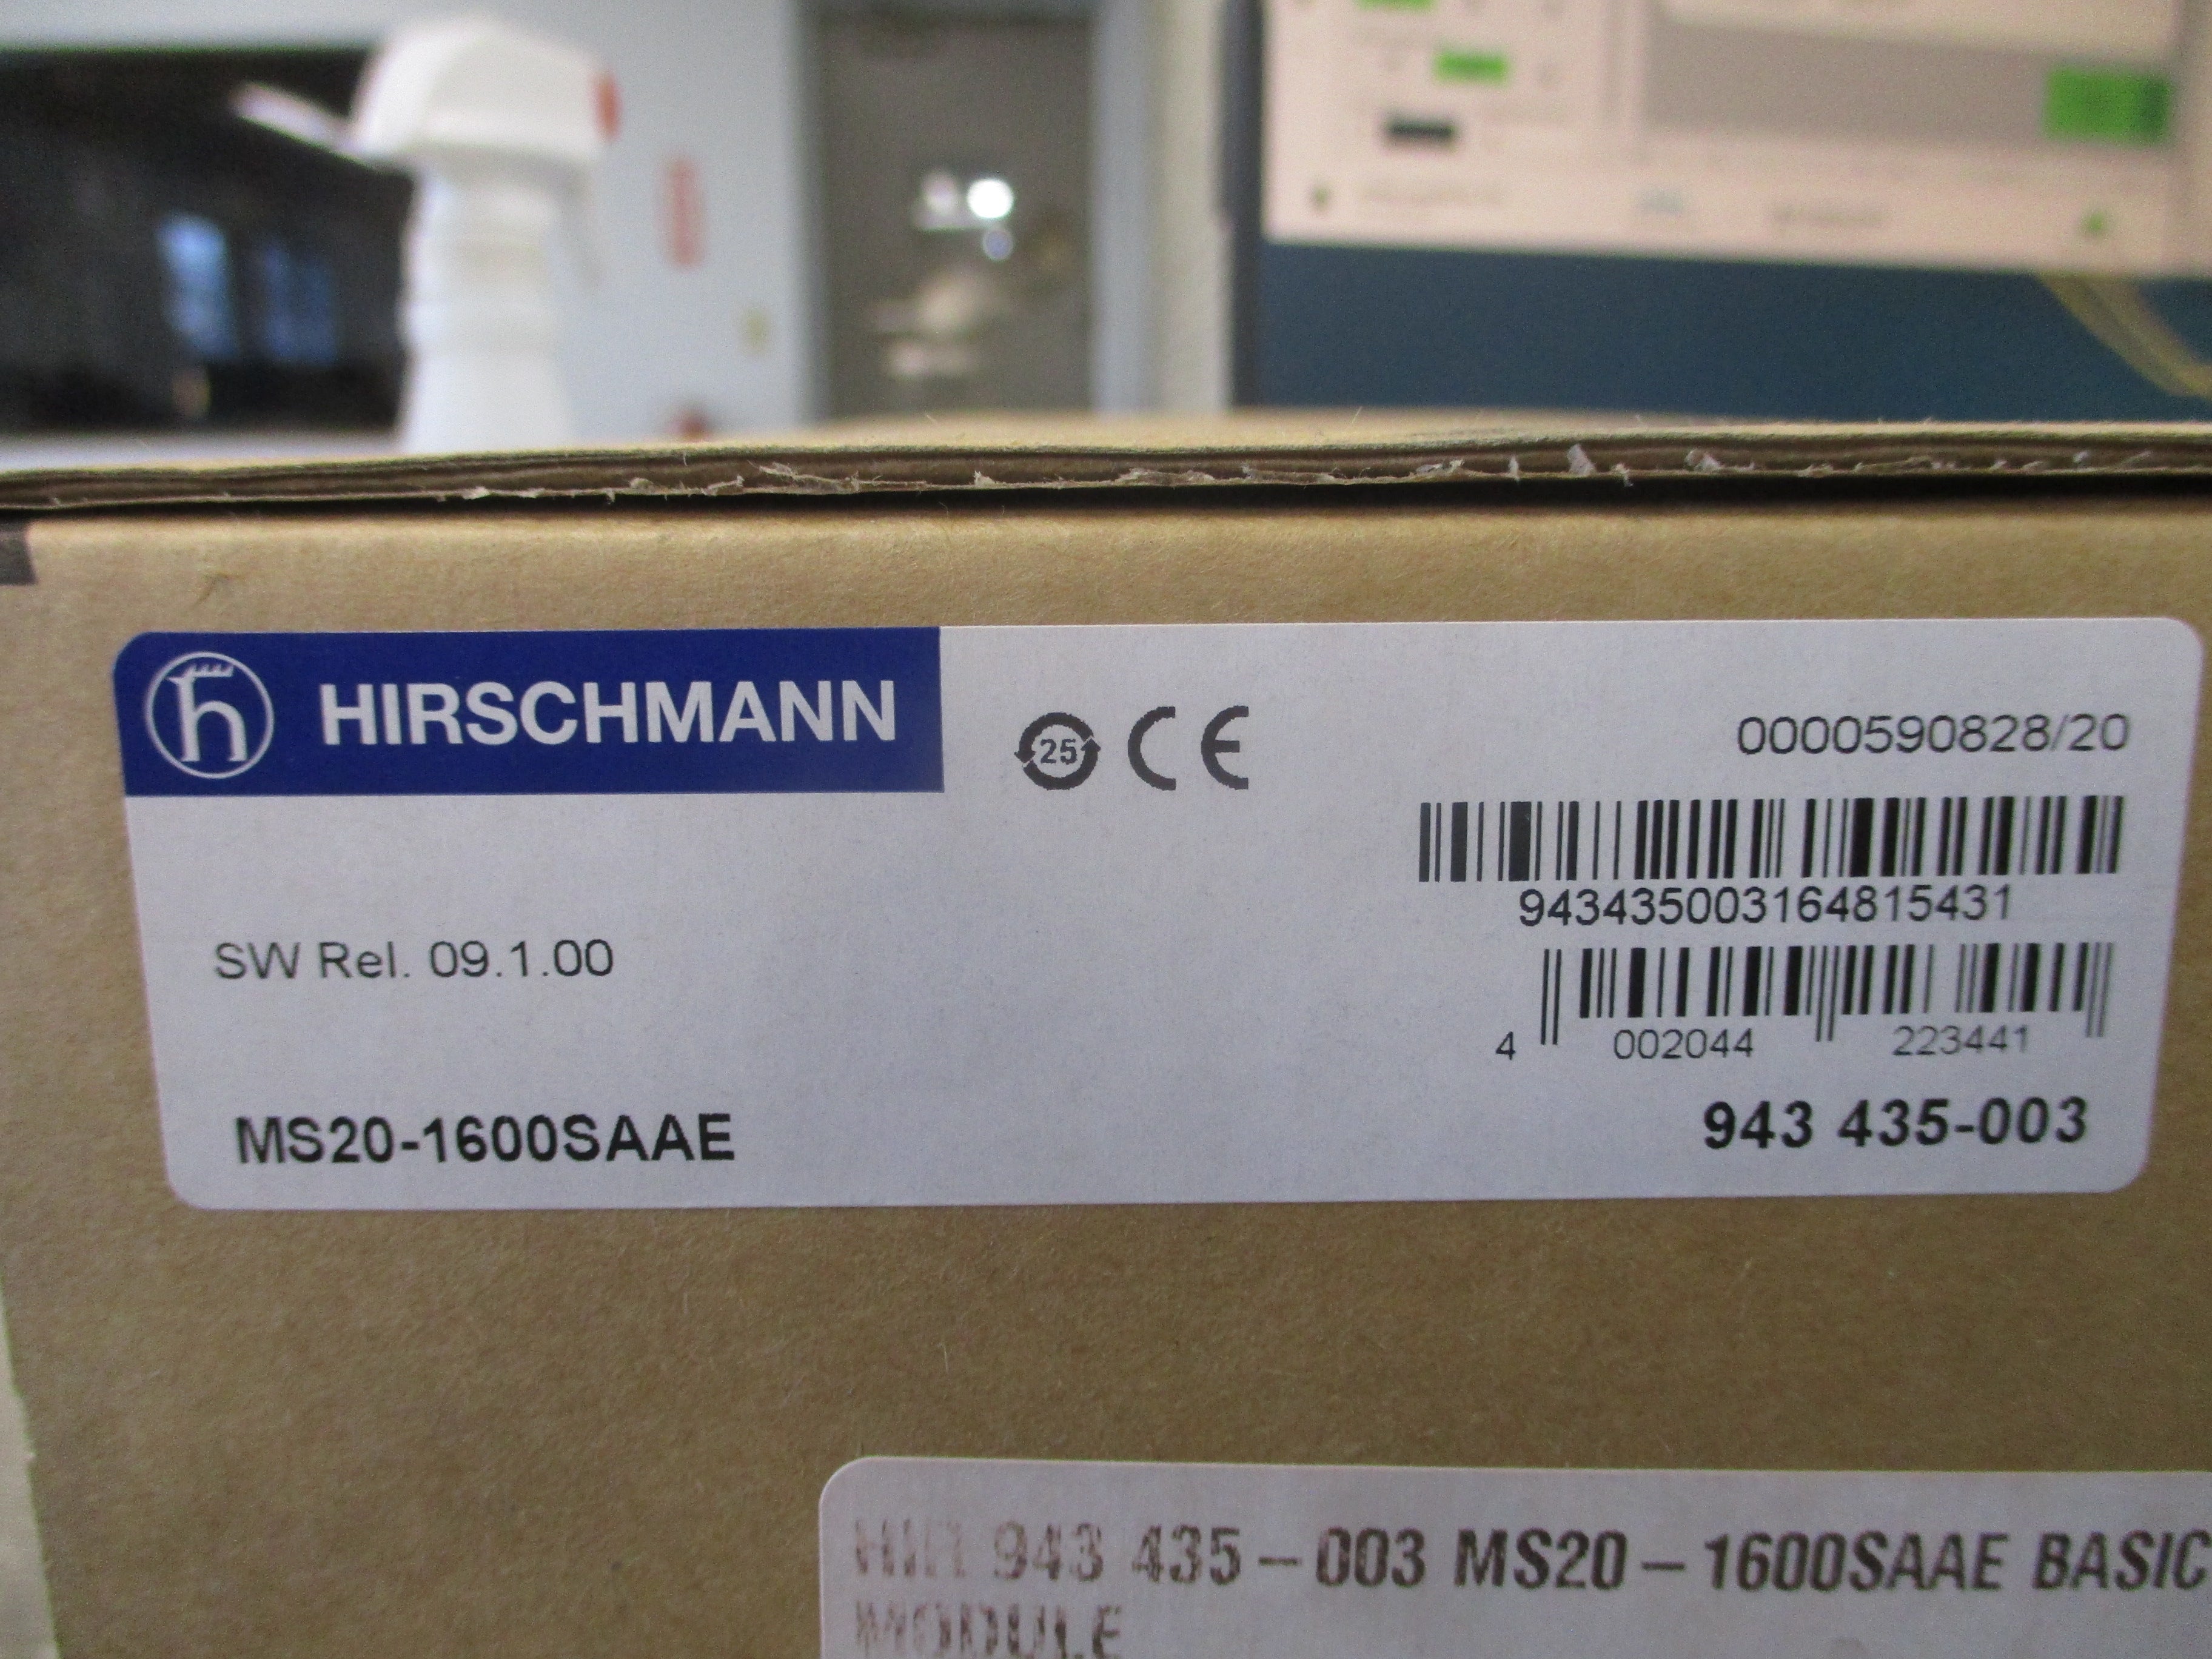 HIRSCHMANN
25 CE
0000590828/20
943435003164815431
SW Rel. 09.1.00
4 002044 223441
MS20-1600SAAE
943 435-003
943 435-003 MS20-1600SAAE BASIC
MODULE